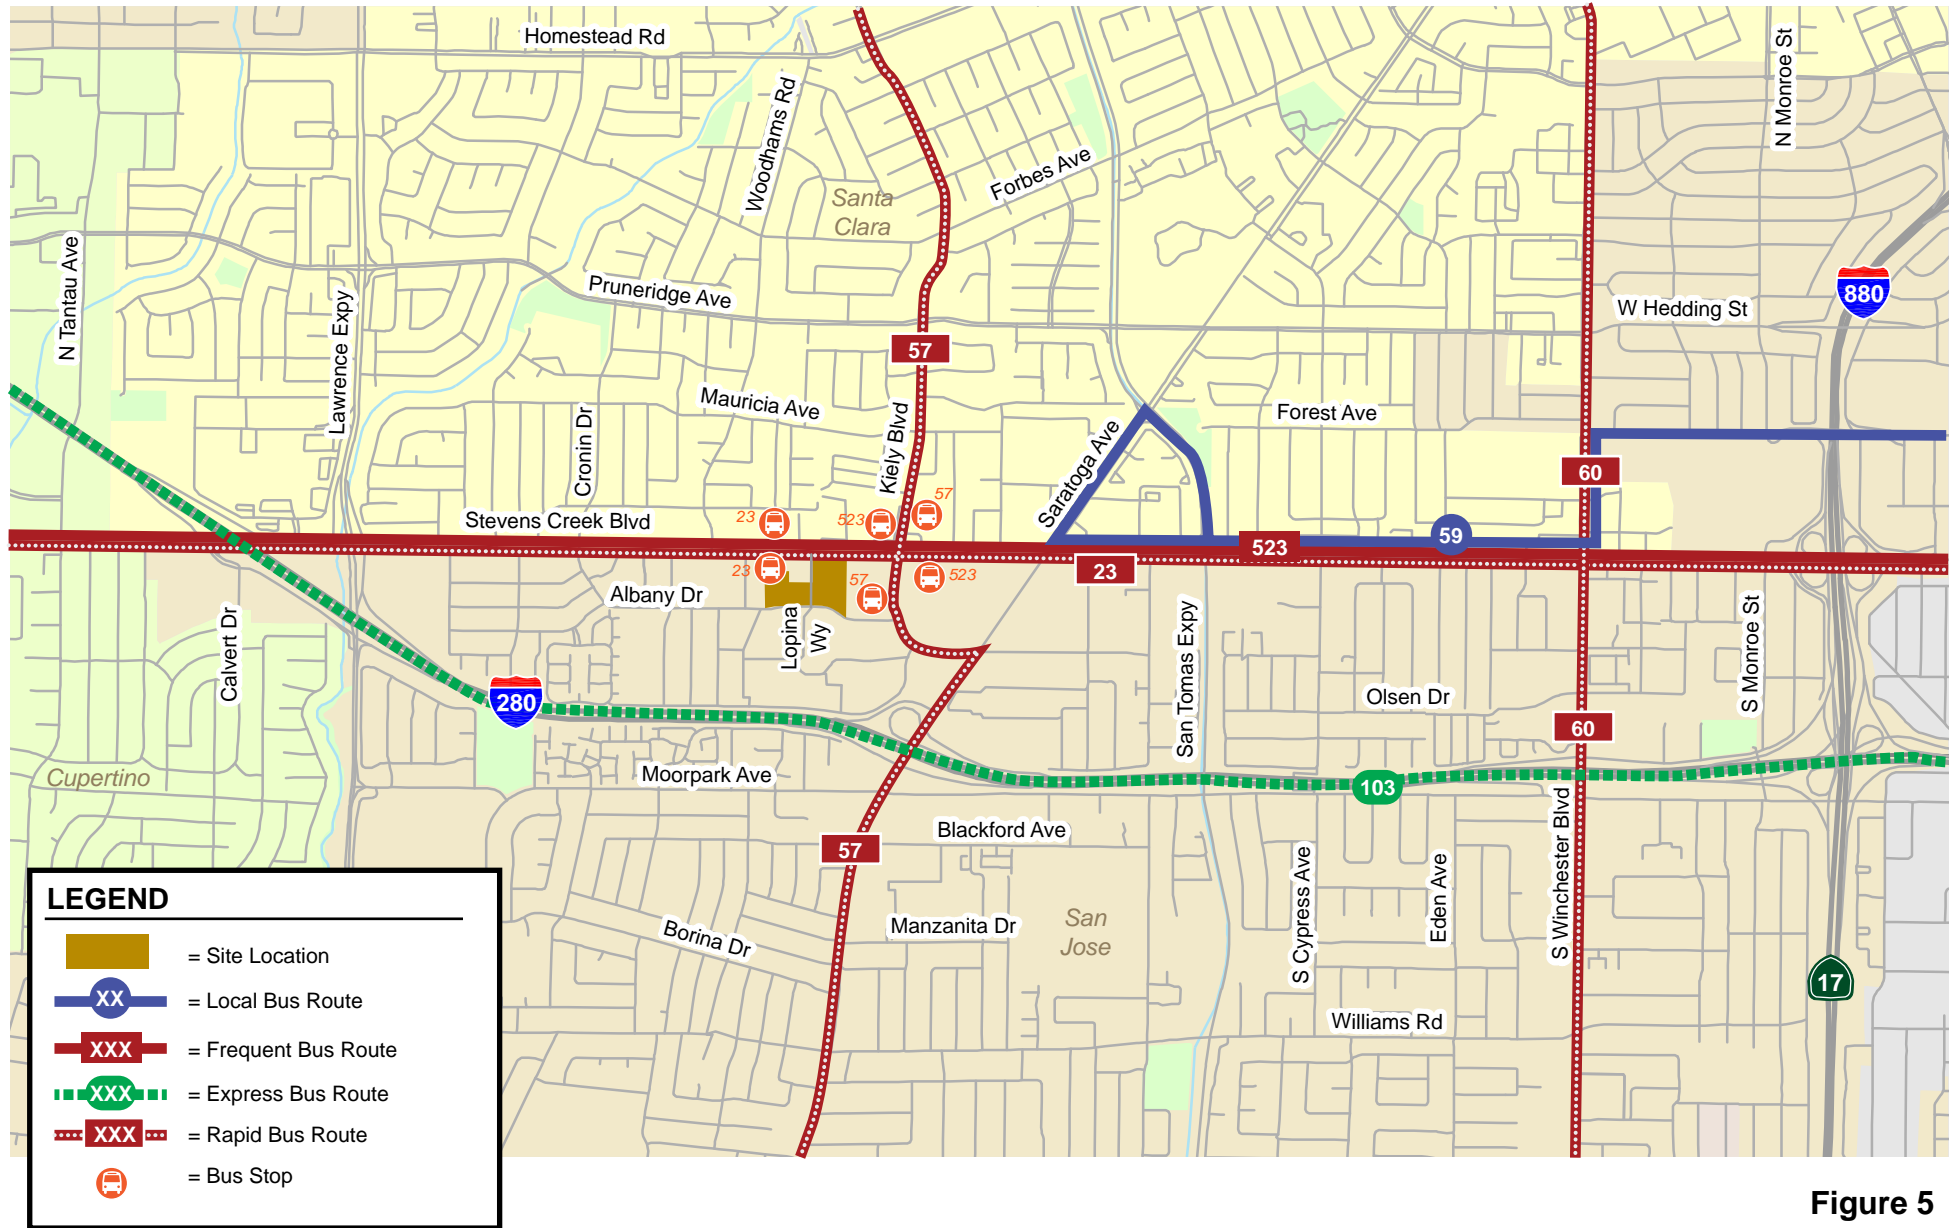 Homestead Rd
N Monroe St
Woodhams Rd
Forbes Ave
Santa
Clara
N Tantau Ave
Pruneridge Ave
880
W Hedding St
Lawrence Expy
57
Mauricia Ave
Forest Ave
Cronin Dr
Kiely Blvd
Saratoga Ave
60
57
Stevens Creek Blvd
23
523
59
523
23
57
523
23
Albany Dr
Calvert Dr
Lopina
Wy
San Tomas Expy
S Monroe St
280
Olsen Dr
60
Cupertino
Moorpark Ave
103
57
Blackford Ave
S Winchester Blvd
S Cypress Ave
Eden Ave
Borina Dr
Manzanita Dr
San
Jose
17
Williams Rd
LEGEND
= Site Location
XX = Local Bus Route
XXX = Frequent Bus Route
XXX = Express Bus Route
XXX = Rapid Bus Route
= Bus Stop
Figure 5